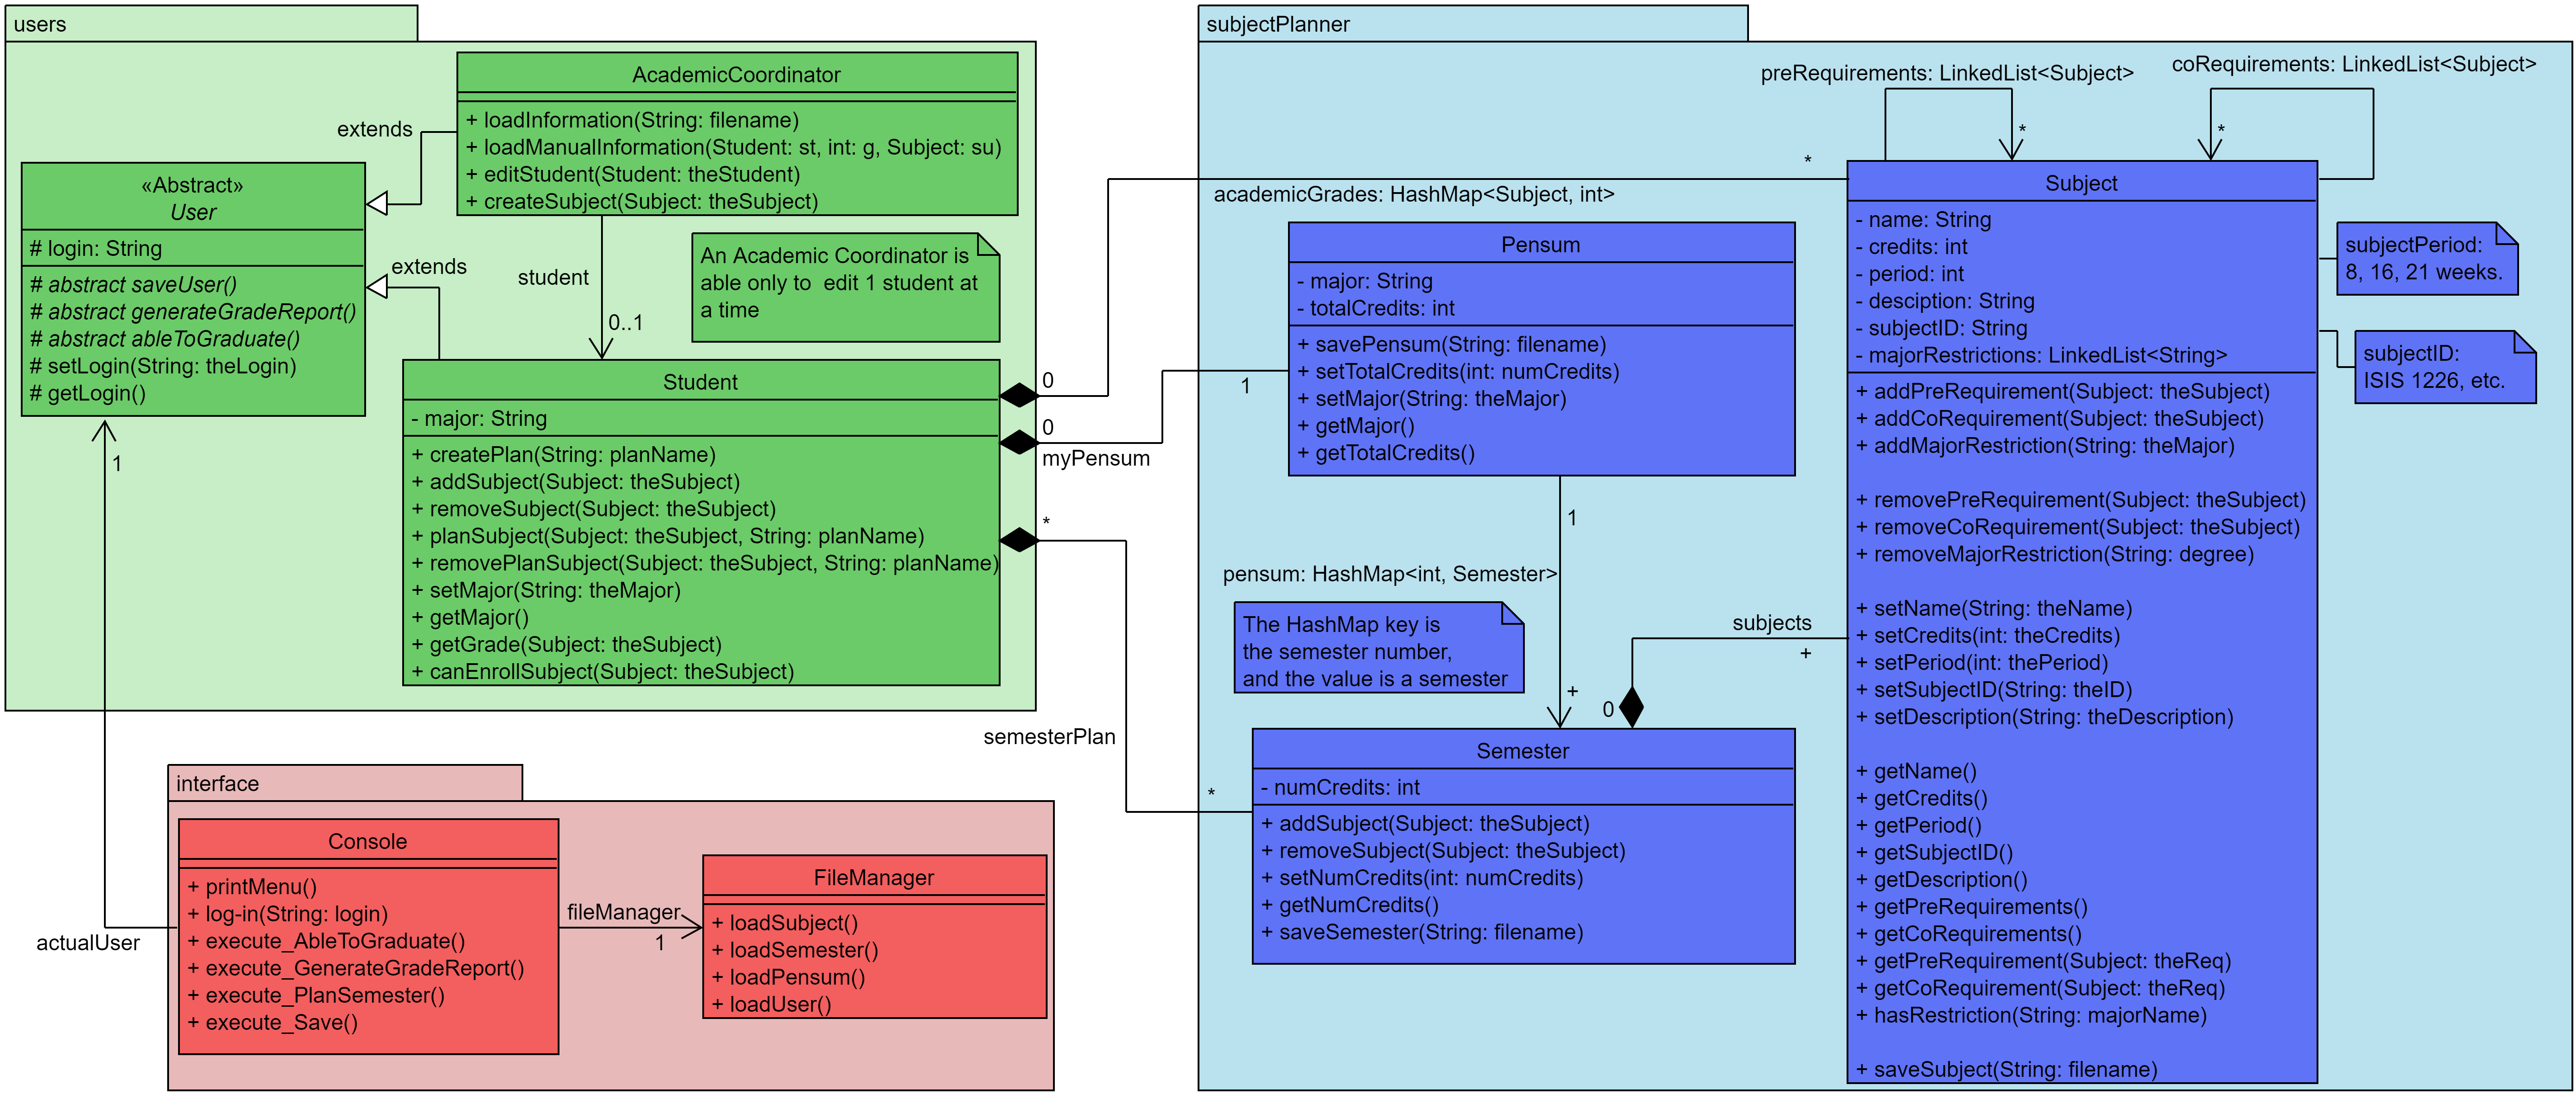 users
AcademicCoordinator
+ loadInformation(String: filename)
+ loadManualInformation(Student: st, int: g, Subject: su)
+ editStudent(Student: theStudent)
+ createSubject(Subject: theSubject)
extends
«Abstract»
User
# login: String
# abstract saveUser()
# abstract generateGradeReport()
# abstract ableToGraduate()
# setLogin(String: theLogin)
# getLogin()
extends
student
0..1
An Academic Coordinator is
able only to  edit 1 student at
a time
Student
- major: String
+ createPlan(String: planName)
+ addSubject(Subject: theSubject)
+ removeSubject(Subject: theSubject)
+ planSubject(Subject: theSubject, String: planName)
+ removePlanSubject(Subject: theSubject, String: planName)
+ setMajor(String: theMajor)
+ getMajor()
+ getGrade(Subject: theSubject)
+ canEnrollSubject(Subject: theSubject)
1
actualUser
0
0
myPensum
*
semesterPlan
*
interface
Console
+ printMenu()
+ log-in(String: login)
+ execute_AbleToGraduate()
+ execute_GenerateGradeReport()
+ execute_PlanSemester()
+ execute_Save()
fileManager
1
FileManager
+ loadSubject()
+ loadSemester()
+ loadPensum()
+ loadUser()
subjectPlanner
preRequirements: LinkedList<Subject>
*
coRequirements: LinkedList<Subject>
*
*
academicGrades: HashMap<Subject, int>
1
Pensum
- major: String
- totalCredits: int
+ savePensum(String: filename)
+ setTotalCredits(int: numCredits)
+ setMajor(String: theMajor)
+ getMajor()
+ getTotalCredits()
1
pensum: HashMap<int, Semester>
The HashMap key is
the semester number,
and the value is a semester
+
subjects
+
0
Semester
- numCredits: int
+ addSubject(Subject: theSubject)
+ removeSubject(Subject: theSubject)
+ setNumCredits(int: numCredits)
+ getNumCredits()
+ saveSemester(String: filename)
Subject
- name: String
- credits: int
- period: int
- desciption: String
- subjectID: String
- majorRestrictions: LinkedList<String>
+ addPreRequirement(Subject: theSubject)
+ addCoRequirement(Subject: theSubject)
+ addMajorRestriction(String: theMajor)
+ removePreRequirement(Subject: theSubject)
+ removeCoRequirement(Subject: theSubject)
+ removeMajorRestriction(String: degree)
+ setName(String: theName)
+ setCredits(int: theCredits)
+ setPeriod(int: thePeriod)
+ setSubjectID(String: theID)
+ setDescription(String: theDescription)
+ getName()
+ getCredits()
+ getPeriod()
+ getSubjectID()
+ getDescription()
+ getPreRequirements()
+ getCoRequirements()
+ getPreRequirement(Subject: theReq)
+ getCoRequirement(Subject: theReq)
+ hasRestriction(String: majorName)
+ saveSubject(String: filename)
subjectPeriod:
8, 16, 21 weeks.
subjectID:
ISIS 1226, etc.